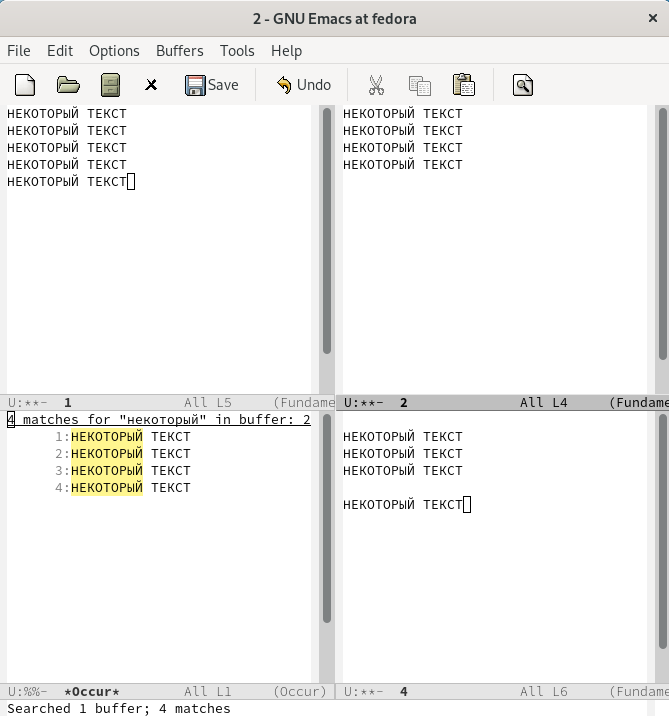 2 - GNU Emacs at fedora
File Edit Options Buffers Tools Help
Save Undo
НЕКОТОРЫЙ ТЕКСТ
НЕКОТОРЫЙ ТЕКСТ
НЕКОТОРЫЙ ТЕКСТ
НЕКОТОРЫЙ ТЕКСТ
НЕКОТОРЫЙ ТЕКСТ
U:**- 1 All L5 (Fundame
НЕКОТОРЫЙ ТЕКСТ
НЕКОТОРЫЙ ТЕКСТ
НЕКОТОРЫЙ ТЕКСТ
НЕКОТОРЫЙ ТЕКСТ
U:**- 2 All L4 (Fundame
4 matches for "некоторый" in buffer: 2
1:НЕКОТОРЫЙ ТЕКСТ
2:НЕКОТОРЫЙ ТЕКСТ
3:НЕКОТОРЫЙ ТЕКСТ
4:НЕКОТОРЫЙ ТЕКСТ
U:%%- *Occur* All L1 (Occur)
НЕКОТОРЫЙ ТЕКСТ
НЕКОТОРЫЙ ТЕКСТ
НЕКОТОРЫЙ ТЕКСТ
НЕКОТОРЫЙ ТЕКСТ
U:**- 4 All L6 (Fundame
Searched 1 buffer; 4 matches